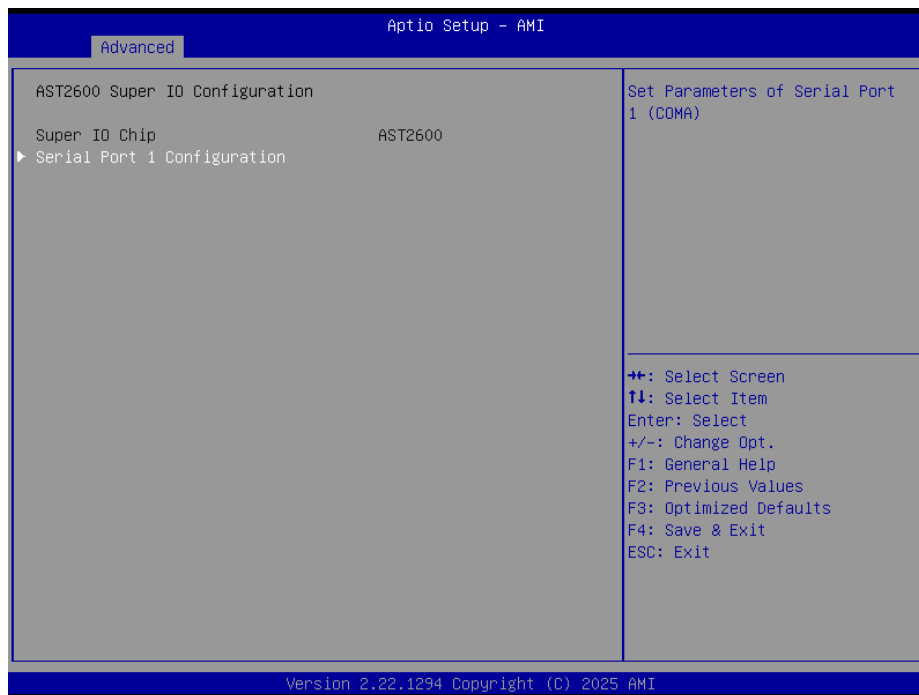 Aptio Setup - AMI
Advanced
AST2600 Super IO Configuration
Super IO Chip AST2600
Serial Port 1 Configuration
Set Parameters of Serial Port
1 (COMA)
→←: Select Screen
↑↓: Select Item
Enter: Select
+/-: Change Opt.
F1: General Help
F2: Previous Values
F3: Optimized Defaults
F4: Save & Exit
ESC: Exit
Version 2.22.1294 Copyright (C) 2025 AMI